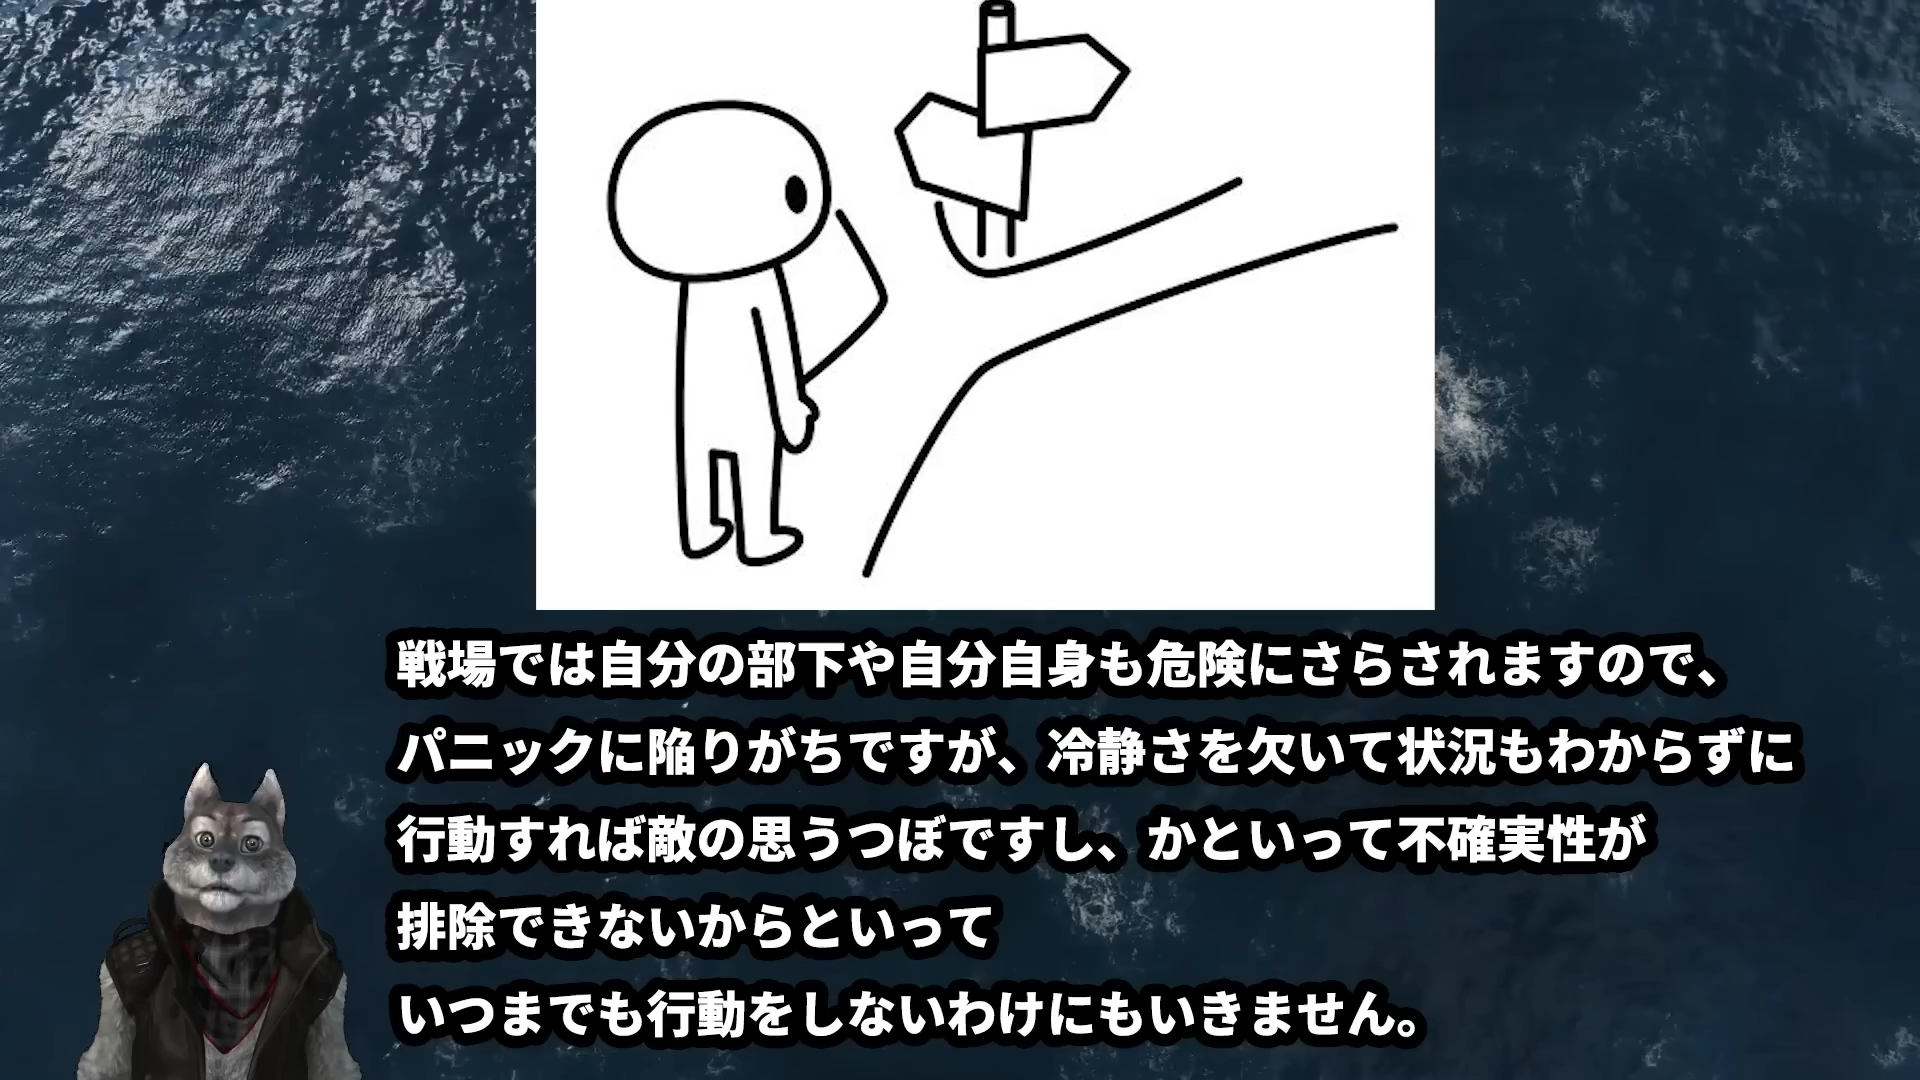 戦場では自分の部下や自分自身も危険にさらされますので、
パニックに陥りがちですが、冷静さを欠いて状況もわからずに
行動すれば敵の思うつぼですし、かといって不確実性が
排除できないからといって
いつまでも行動をしないわけにもいきません。